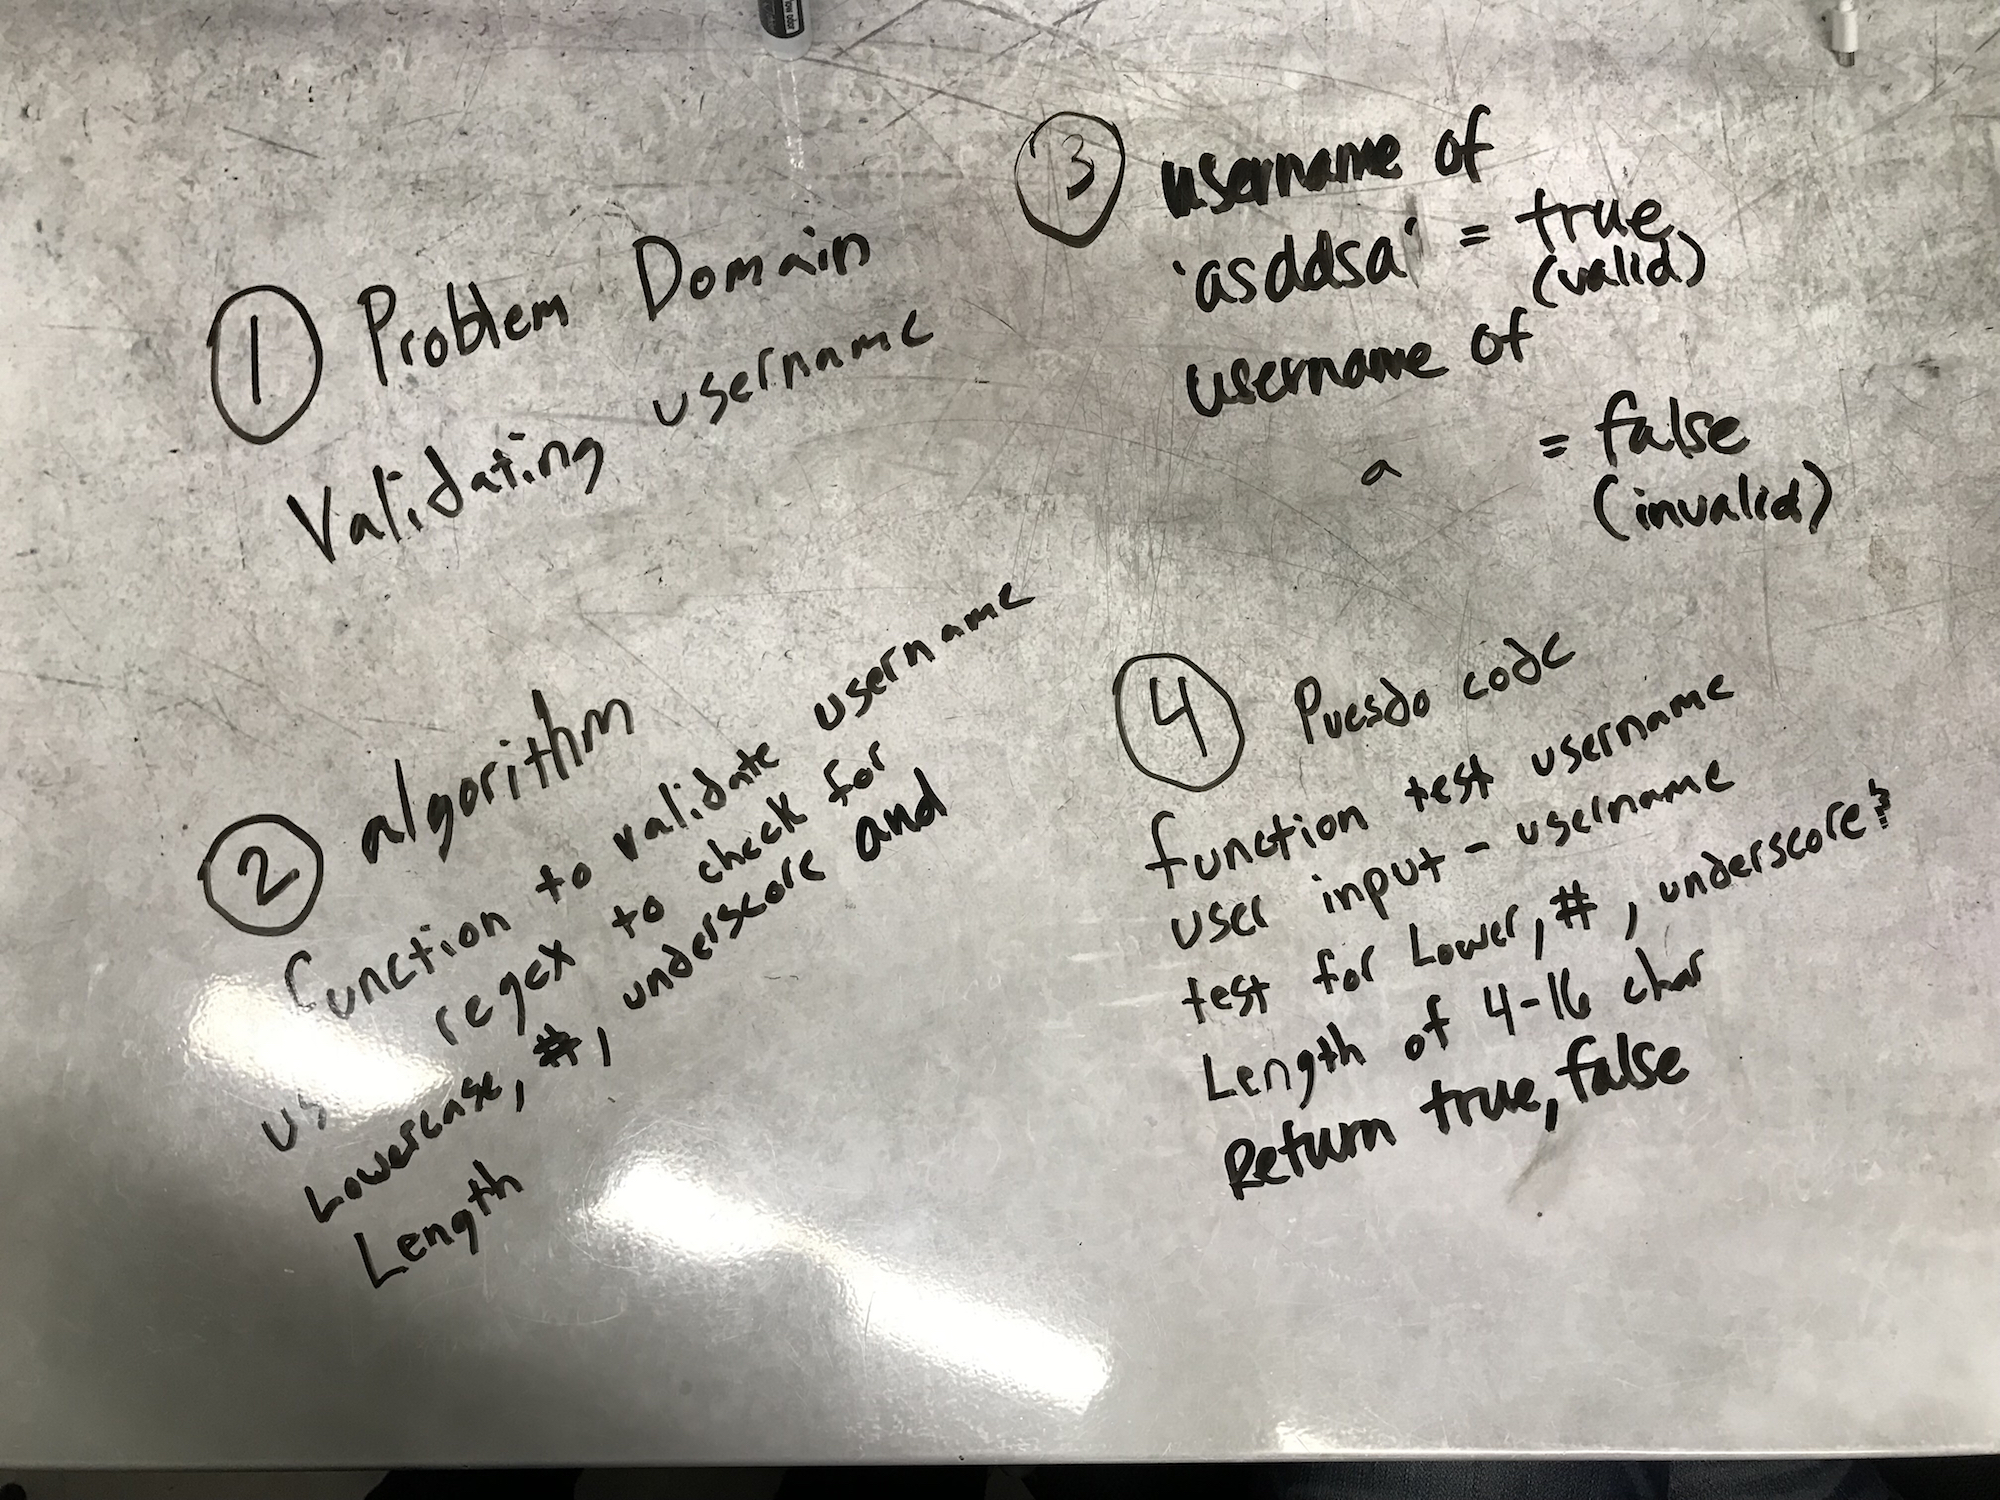 1 Problem Domain
Validating username
2 algorithm
function to validate username
regex to check for
Lowercase, #, underscore and
Length
3 username of
'asddsa' = true
(valid)
username of
a = false
(invalid)
4 Puesdo code
function test username
user input - username
test for Lower, #, underscore &
Length of 4-16 char
Return true, false